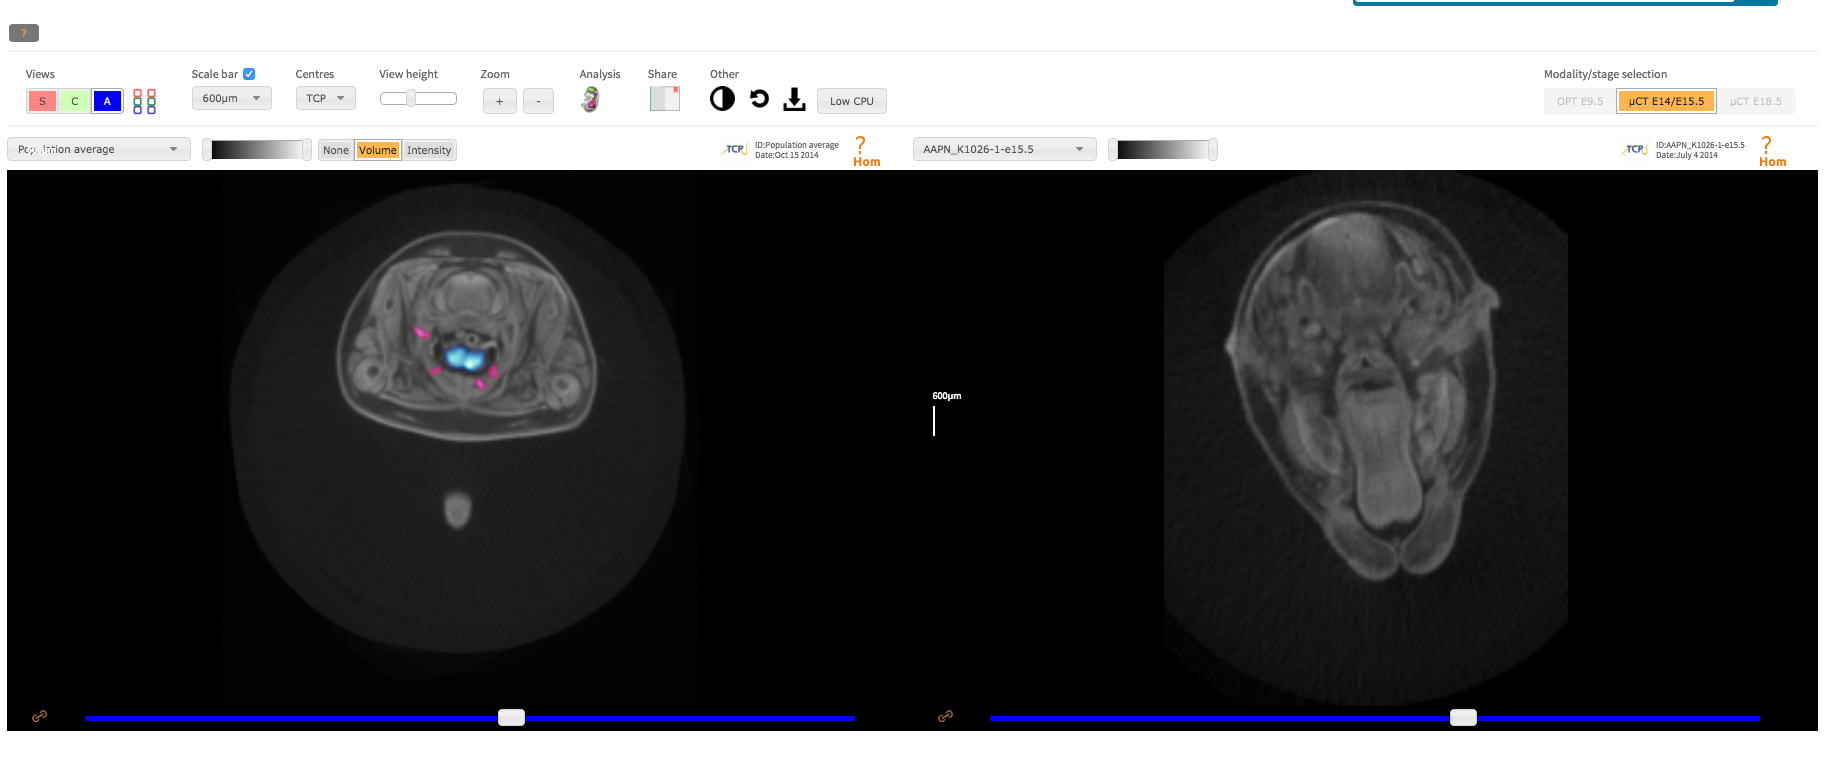 ?
Views
Scale bar
Centres
View height
Zoom
Analysis
Share
Other
Modality/stage selection
S
C
A
600µm
TCP
+
-
Low CPU
OPT E9.5
µCT E14/E15.5
µCT E18.5
Population average
None
Volume
Intensity
TCP
ID:Population average
Date:Oct 15 2014
?
Hom
AAPN_K1026-1-e15.5
TCP
ID:AAPN_K1026-1-e15.5
Date:July 4 2014
?
Hom
600µm